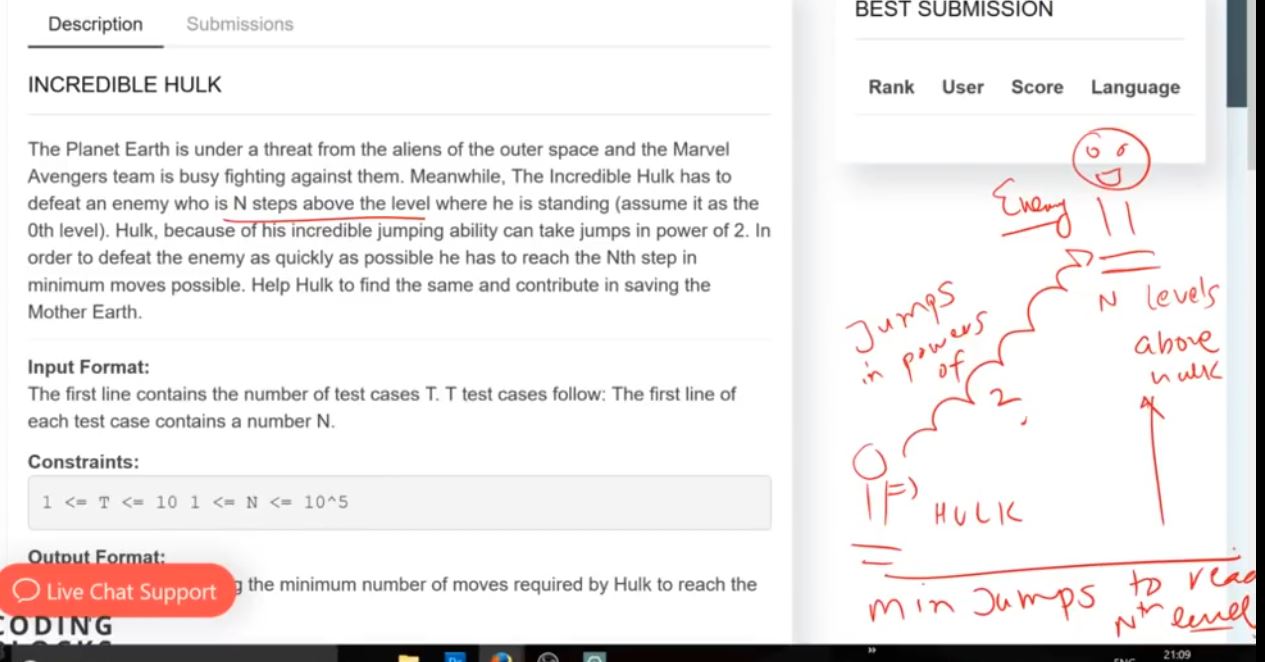 Description Submissions
INCREDIBLE HULK
The Planet Earth is under a threat from the aliens of the outer space and the Marvel
Avengers team is busy fighting against them. Meanwhile, The Incredible Hulk has to
defeat an enemy who is N steps above the level where he is standing (assume it as the
0th level). Hulk, because of his incredible jumping ability can take jumps in power of 2. In
order to defeat the enemy as quickly as possible he has to reach the Nth step in
minimum moves possible. Help Hulk to find the same and contribute in saving the
Mother Earth.
Input Format:
The first line contains the number of test cases T. T test cases follow: The first line of
each test case contains a number N.
Constraints:
1 <= T <= 10 1 <= N <= 10^5
Output Format:
the minimum number of moves required by Hulk to reach the
Live Chat Support
CODING
BEST SUBMISSION
Rank User Score Language
Enemy
N levels
above
hulk
Jumps
in powers
of
2
HULK
min Jumps to
Nth level
21:09